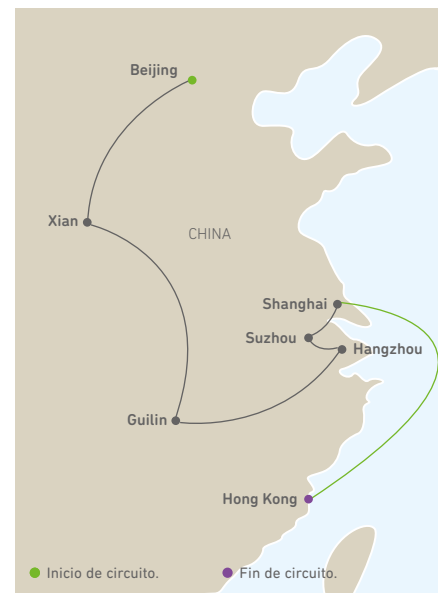 Beijing
Xian
CHINA
Shanghai
Suzhou
Hangzhou
Guilin
Hong Kong
Inicio de circuito.
Fin de circuito.